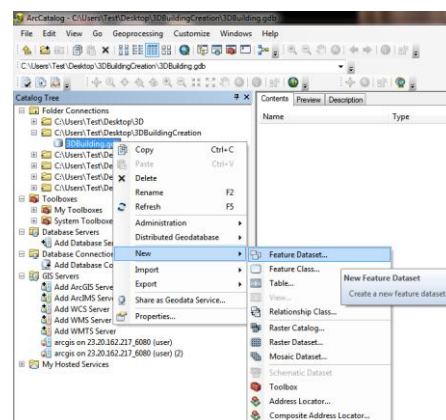 ArcCatalog - C:\Users\Test\Desktop\3DBuildingCreation\3DBuilding.gdb
File Edit View Go Geoprocessing Customize Windows Help
C:\Users\Test\Desktop\3DBuildingCreation\3DBuilding.gdb
Catalog Tree
Contents Preview Description
Name Type
Folder Connections
C:\Users\Test\Desktop\3D
C:\Users\Test\Desktop\3DBuildingCreation
3DBuilding.g
C:\Users\Test\De
C:\Users\Test\De
C:\Users\Test\De
C:\Users\Test\De
Toolboxes
My Toolboxes
System Toolboxe
Database Servers
Add Database Se
Database Connection
Add Database Co
GIS Servers
Add ArcGIS Serve
Add ArcIMS Serve
Add WCS Server
Add WMS Server
Add WMTS Server
arcgis on 23.20.162.217_6080 (user)
arcgis on 23.20.162.217_6080 (user) (2)
My Hosted Services
Copy Ctrl+C
Paste Ctrl+V
Delete
Rename F2
Refresh F5
Administration
Distributed Geodatabase
New
Import
Export
Share as Geodata Service...
Properties...
Feature Dataset...
Feature Class...
Table...
View...
Relationship Class...
Raster Catalog...
Raster Dataset...
Mosaic Dataset...
Schematic Dataset
Toolbox
Address Locator...
Composite Address Locator...
New Feature Dataset
Create a new feature dataset